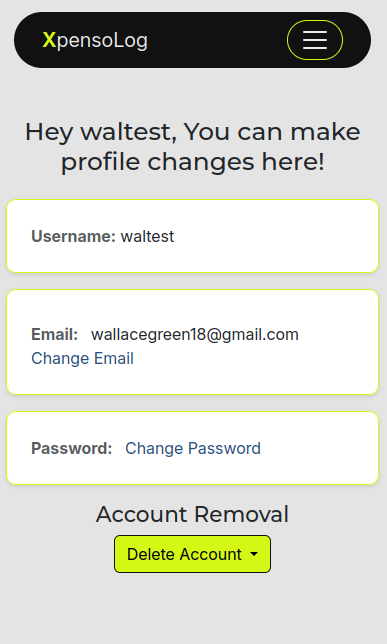 XpensoLog
Hey waltest, You can make
profile changes here!
Username: waltest
Email: wallacegreen18@gmail.com
Change Email
Password: Change Password
Account Removal
Delete Account